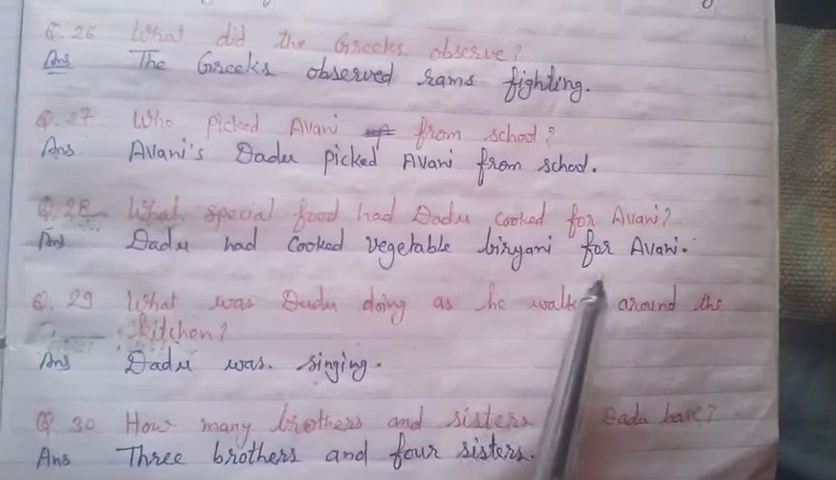 Q.26 What did the Greeks observe?
Ans The Greeks observed rams fighting.
Q.27 Who picked Avani from school?
Ans Avani's Dadu picked Avani from school.
Q.28 What special food had Dadu cooked for Avani?
Ans Dadu had Cooked vegetable biryani for Avani.
Q.29 What was Dadu doing as he walk around the
kitchen?
Ans Dadu was. singing.
Q.30 How many brothers and sisters Dadu have?
Ans Three brothers and four sisters.